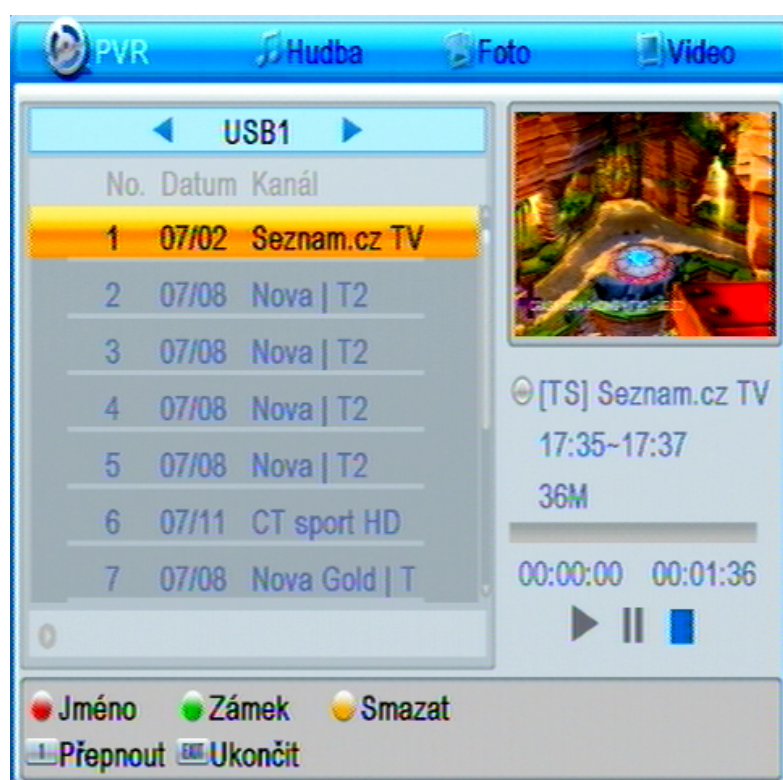 PVR Hudba Foto Video
USB1
No. Datum Kanál
1 07/02 Seznam.cz TV
2 07/08 Nova | T2
3 07/08 Nova | T2
4 07/08 Nova | T2
5 07/08 Nova | T2
6 07/11 CT sport HD
7 07/08 Nova Gold | T
[TS] Seznam.cz TV
17:35~17:37
36M
00:00:00 00:01:36
Jméno Zámek Smazat
1 Přepnout EXIT Ukončit